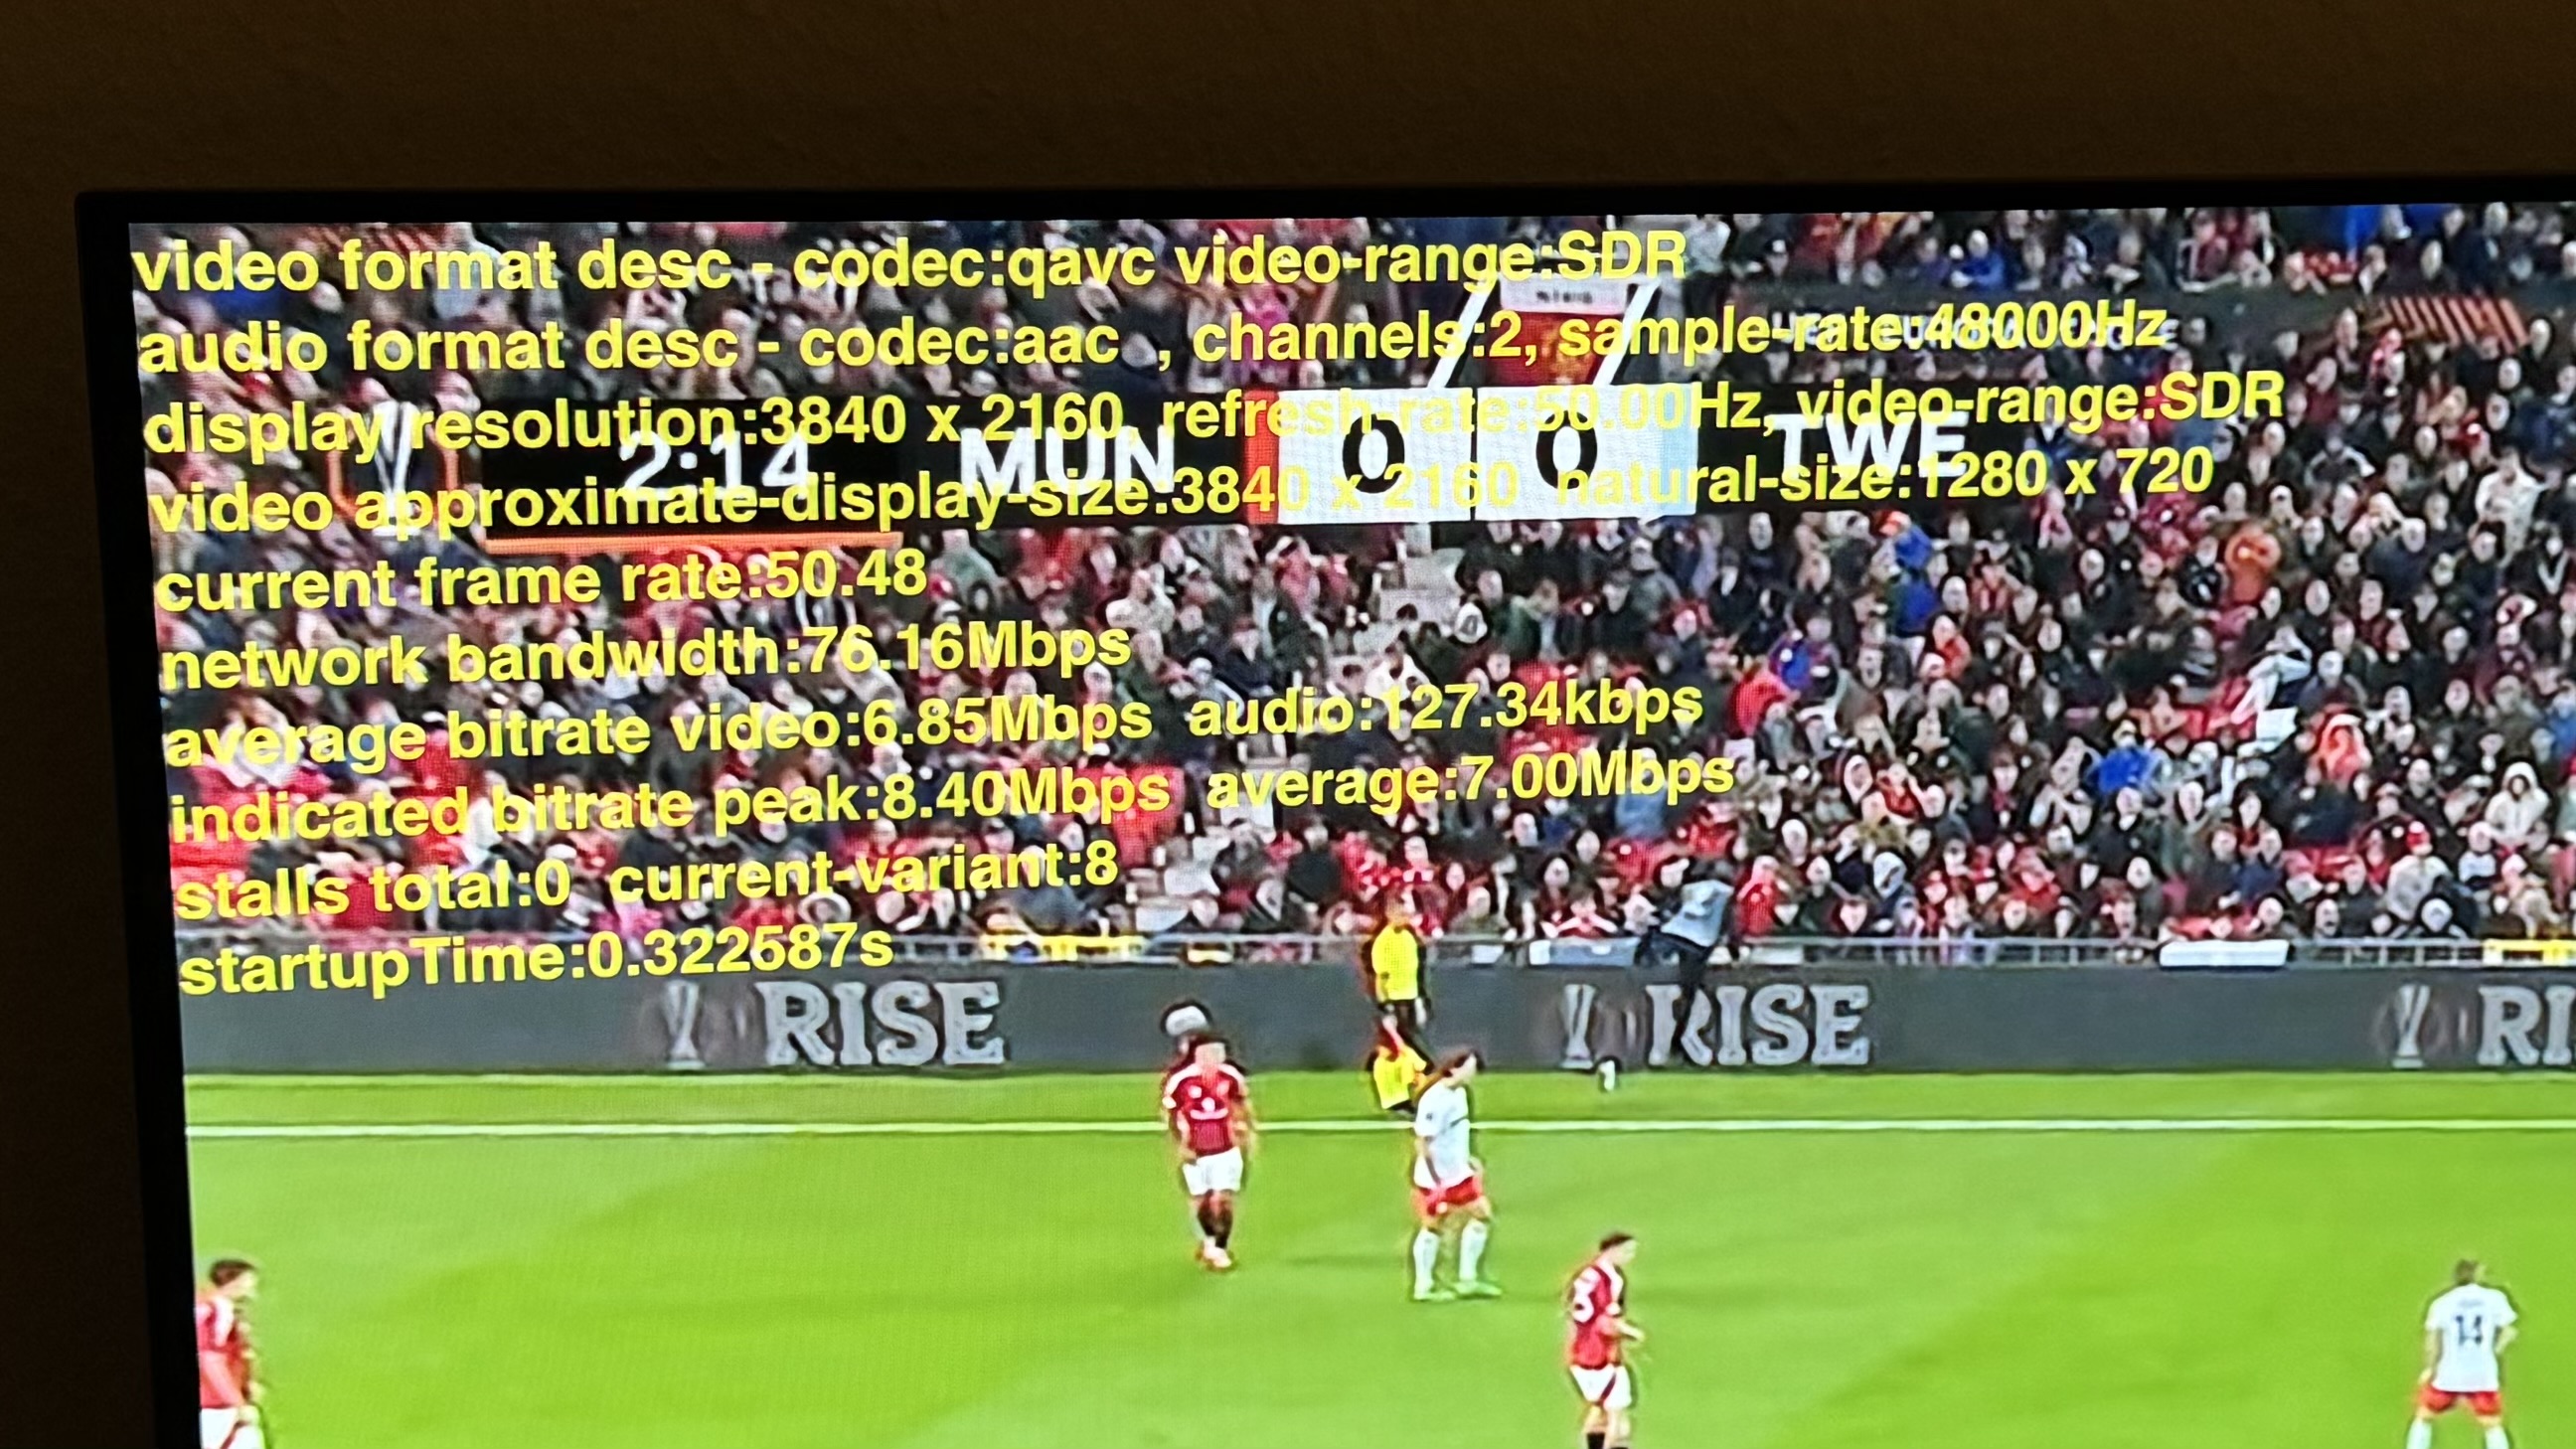 video format desc - codec:qavc video-range:SDR
audio format desc - codec:aac , channels:2, sample-rate:48000Hz
display resolution:3840 x 2160, refresh-rate:50.00Hz, video-range:SDR
2:14 MUN 0 0 TWE
video approximate-display-size:3840 x 2160 natural-size:1280 x 720
current frame rate:50.48
network bandwidth:76.16Mbps
average bitrate video:6.85Mbps audio:127.34kbps
indicated bitrate peak:8.40Mbps average:7.00Mbps
stalls total:0 current-variant:8
startupTime:0.322587s
RISE RISE RI
14